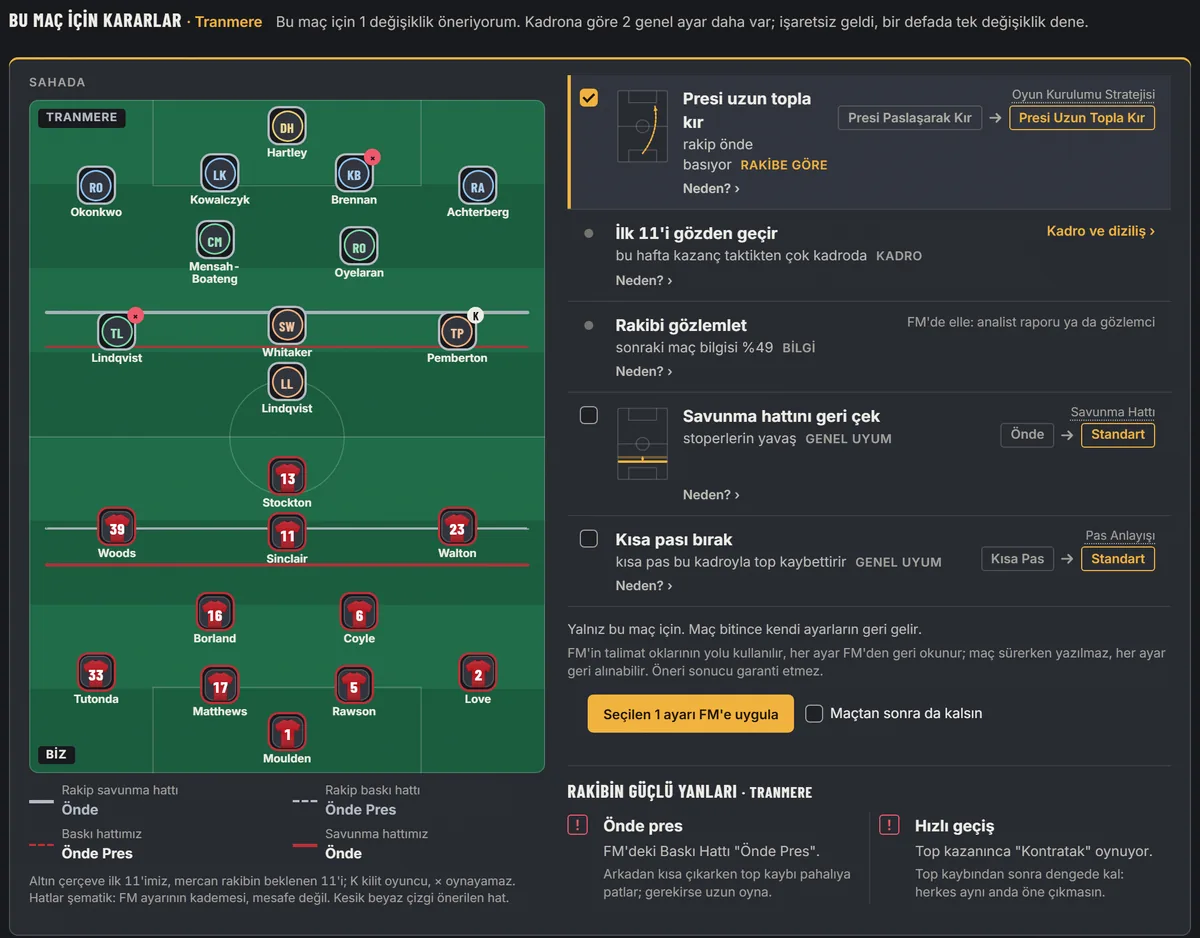 BU MAÇ İÇİN KARARLAR · Tranmere Bu maç için 1 değişiklik öneriyorum. Kadrona göre 2 genel ayar daha var; işaretsiz geldi, bir defada tek değişiklik dene.
SAHADA
TRANMERE
DH
Hartley
RO
Okonkwo
LK
Kowalczyk
KB
×
Brennan
RA
Achterberg
CM
Mensah-
Boateng
RO
Oyelaran
TL
×
Lindqvist
SW
Whitaker
TP
K
Pemberton
LL
Lindqvist
13
Stockton
39
Woods
11
Sinclair
23
Walton
16
Borland
6
Coyle
33
Tutonda
17
Matthews
5
Rawson
2
Love
1
Moulden
BİZ
Rakip savunma hattı
Önde
Rakip baskı hattı
Önde Pres
Baskı hattımız
Önde Pres
Savunma hattımız
Önde
Altın çerçeve ilk 11'imiz, mercan rakibin beklenen 11'i; K kilit oyuncu, × oynayamaz.
Hatlar şematik: FM ayarının kademesi, mesafe değil. Kesik beyaz çizgi önerilen hat.
Presi uzun topla
kır
rakip önde
basıyor RAKİBE GÖRE
Neden? ›
Oyun Kurulumu Stratejisi
Presi Paslaşarak Kır → Presi Uzun Topla Kır
İlk 11'i gözden geçir
bu hafta kazanç taktikten çok kadroda KADRO
Neden? ›
Kadro ve diziliş ›
Rakibi gözlemlet
sonraki maç bilgisi %49 BİLGİ
Neden? ›
FM'de elle: analist raporu ya da gözlemci
Savunma hattını geri çek
stoperlerin yavaş GENEL UYUM
Neden? ›
Savunma Hattı
Önde → Standart
Kısa pası bırak
kısa pas bu kadroyla top kaybettirir GENEL UYUM
Neden? ›
Pas Anlayışı
Kısa Pas → Standart
Yalnız bu maç için. Maç bitince kendi ayarların geri gelir.
FM'in talimat oklarının yolu kullanılır, her ayar FM'den geri okunur; maç sürerken yazılmaz, her ayar
geri alınabilir. Öneri sonucu garanti etmez.
Seçilen 1 ayarı FM'e uygula
Maçtan sonra da kalsın
RAKİBİN GÜÇLÜ YANLARI · TRANMERE
!
Önde pres
FM'deki Baskı Hattı "Önde Pres".
Arkadan kısa çıkarken top kaybı pahalıya
patlar; gerekirse uzun oyna.
!
Hızlı geçiş
Top kazanınca "Kontratak" oynuyor.
Top kaybından sonra dengede kal:
herkes aynı anda öne çıkmasın.